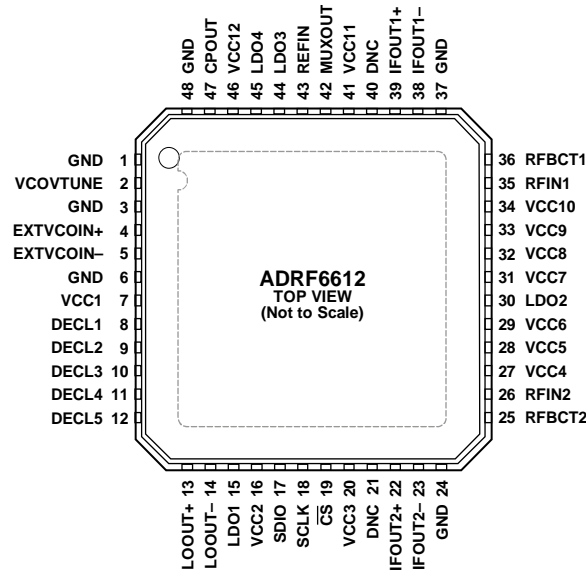 48 GND
47 CPOUT
46 VCC12
45 LDO4
44 LDO3
43 REFIN
42 MUXOUT
41 VCC11
40 DNC
39 IFOUT1+
38 IFOUT1–
37 GND
GND 1
VCOVTUNE 2
GND 3
EXTVCOIN+ 4
EXTVCOIN– 5
GND 6
VCC1 7
DECL1 8
DECL2 9
DECL3 10
DECL4 11
DECL5 12
ADRF6612
TOP VIEW
(Not to Scale)
36 RFBCT1
35 RFIN1
34 VCC10
33 VCC9
32 VCC8
31 VCC7
30 LDO2
29 VCC6
28 VCC5
27 VCC4
26 RFIN2
25 RFBCT2
LOOUT+ 13
LOOUT– 14
LDO1 15
VCC2 16
SDIO 17
SCLK 18
CS 19
VCC3 20
DNC 21
IFOUT2+ 22
IFOUT2– 23
GND 24